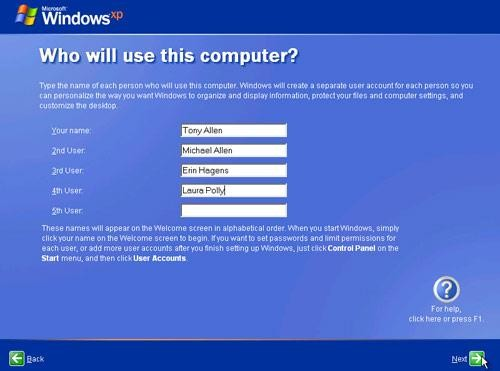 Microsoft
Windows xp
Who will use this computer?
Type the name of each person who will use this computer. Windows will create a separate user account for each person so you
can personalize the way you want Windows to organize and display information, protect your files and computer settings, and
customize the desktop.
Your name: Tony Allen
2nd User: Michael Allen
3rd User: Erin Hagens
4th User: Laura Polly
5th User:
These names will appear on the Welcome screen in alphabetical order. When you start Windows, simply
click your name on the Welcome screen to begin. If you want to set passwords and limit permissions for
each user, or add more user accounts after you finish setting up Windows, just click Control Panel on the
Start menu, and then click User Accounts.
For help,
click here or press F1.
Back
Next